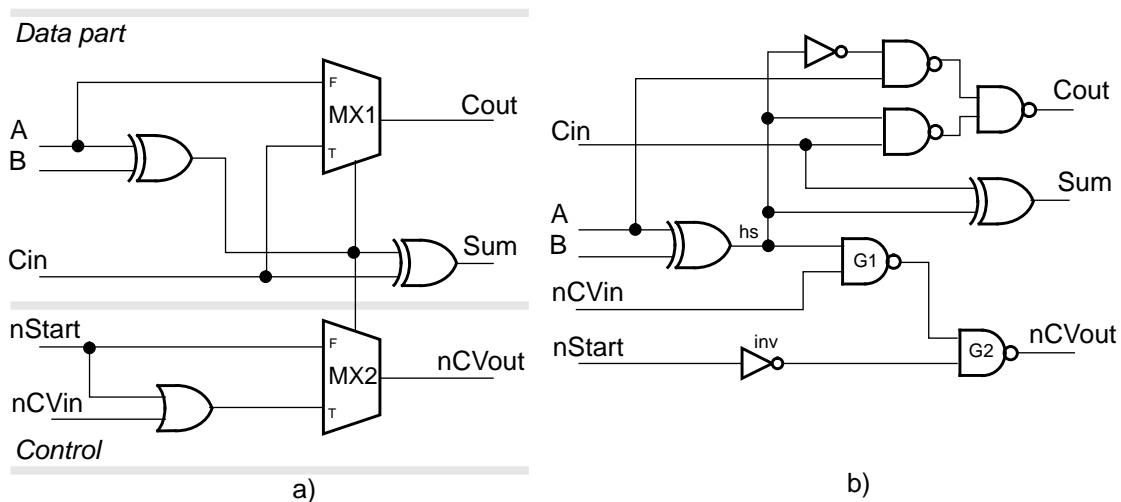 Data part
F
MX1
T
Cout
A
B
Cin
Sum
nStart
F
MX2
T
nCVout
nCVin
Control
a)
Cout
Cin
Sum
A
B
hs
G1
nCVin
nStart
inv
G2
nCVout
b)